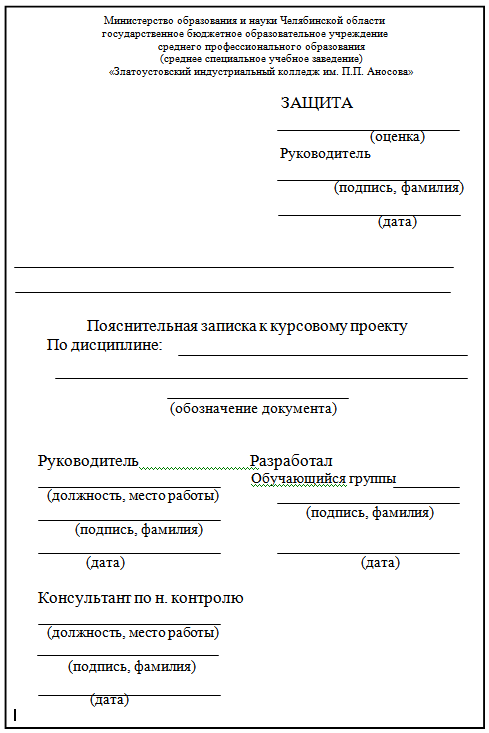 Министерство образования и науки Челябинской области
государственное бюджетное образовательное учреждение
среднего профессионального образования
(среднее специальное учебное заведение)
«Златоустовский индустриальный колледж им. П.П. Аносова»
ЗАЩИТА
(оценка)
Руководитель
(подпись, фамилия)
(дата)
Пояснительная записка к курсовому проекту
По дисциплине:
(обозначение документа)
Руководитель Разработал
Обучающийся группы
(должность, место работы)
(подпись, фамилия)
(подпись, фамилия)
(дата) (дата)
Консультант по н. контролю
(должность, место работы)
(подпись, фамилия)
(дата)